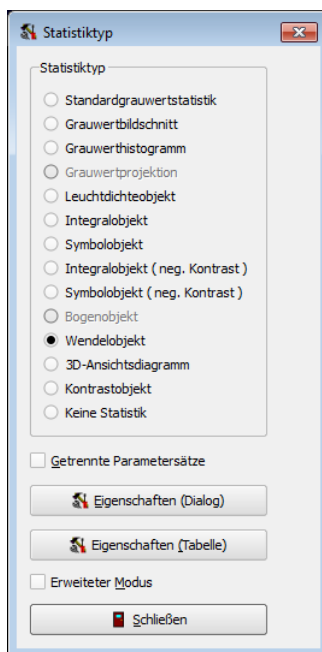 Statistiktyp
Statistiktyp
Standardgrauwertstatistik
Grauwertbildschnitt
Grauwerthistogramm
Grauwertprojektion
Leuchtdichteobjekt
Integralobjekt
Symbolobjekt
Integralobjekt ( neg. Kontrast )
Symbolobjekt ( neg. Kontrast )
Bogenobjekt
Wendelobjekt
3D-Ansichtsdiagramm
Kontrastobjekt
Keine Statistik
Getrennte Parametersätze
Eigenschaften (Dialog)
Eigenschaften (Tabelle)
Erweiteter Modus
Schließen